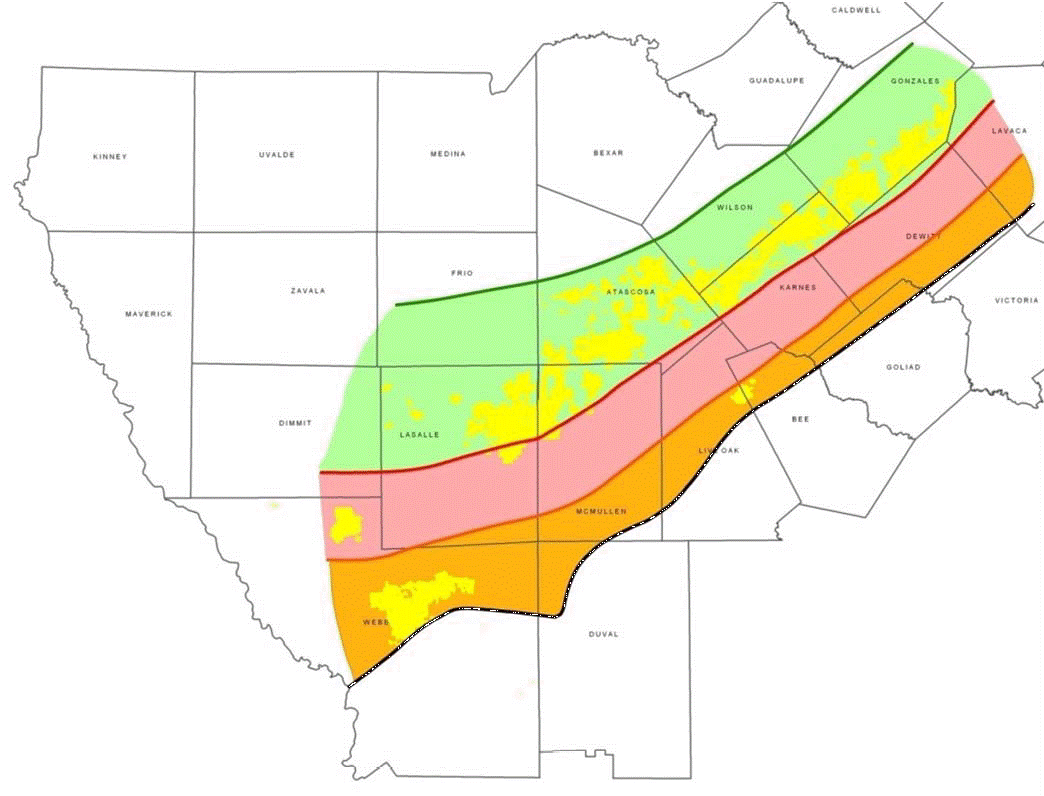 CALDWELL
GUADALUPE
GONZALES
LAVACA
KINNEY
UVALDE
MEDINA
BEXAR
WILSON
DEWITT
FRIO
ZAVALA
ATASCOSA
KARNES
MAVERICK
VICTORIA
GOLIAD
DIMMIT
LASALLE
BEE
LIVE OAK
MCMULLEN
WEBB
DUVAL